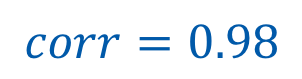 corr = 0.98